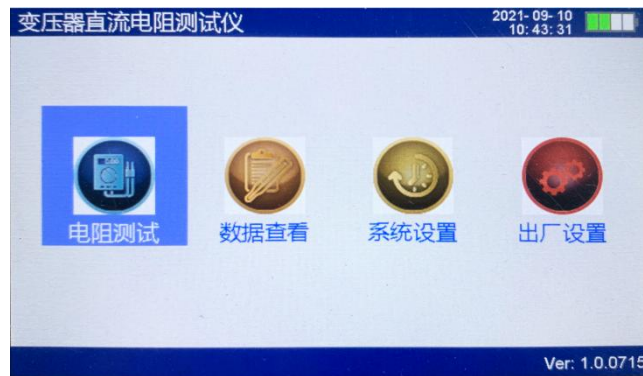 变压器直流电阻测试仪
2021-09-10
10:43:31
电阻测试
数据查看
系统设置
出厂设置
Ver: 1.0.0715